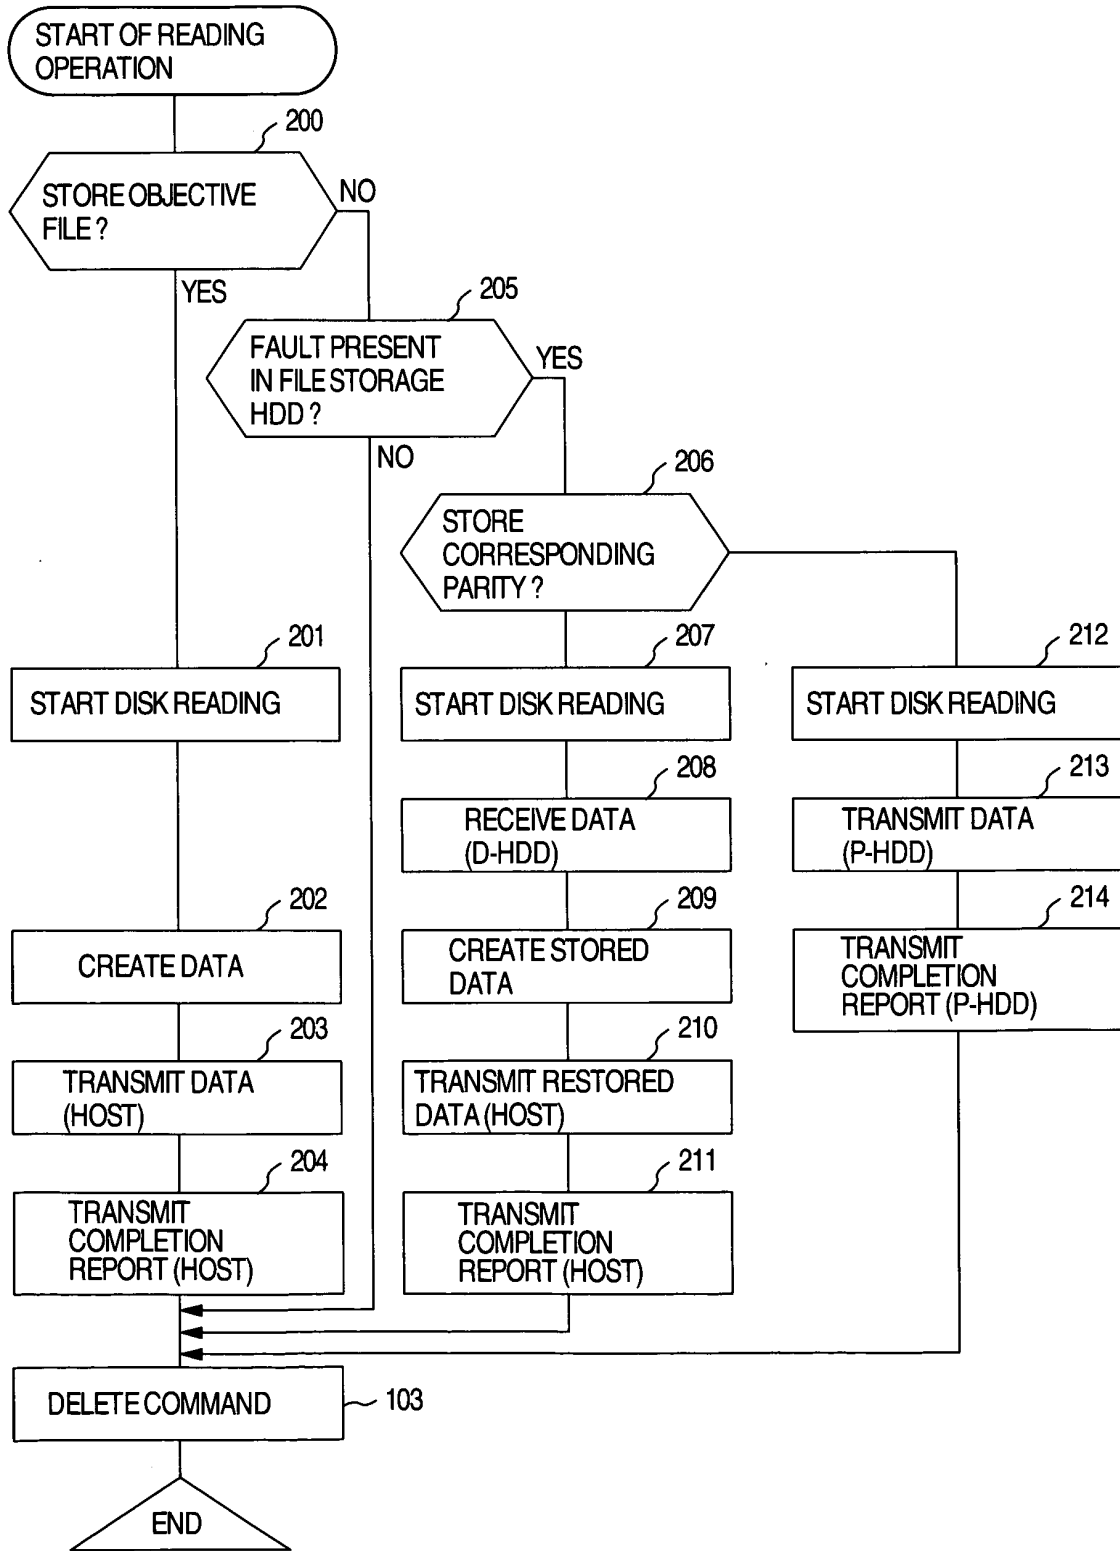 START OF READING
OPERATION
200
STORE OBJECTIVE
FILE ?
NO
YES
205
FAULT PRESENT
IN FILE STORAGE
HDD ?
YES
NO
206
STORE
CORRESPONDING
PARITY ?
201
START DISK READING
207
START DISK READING
212
START DISK READING
208
RECEIVE DATA
(D-HDD)
213
TRANSMIT DATA
(P-HDD)
202
CREATE DATA
209
CREATE STORED
DATA
214
TRANSMIT
COMPLETION
REPORT (P-HDD)
203
TRANSMIT DATA
(HOST)
210
TRANSMIT RESTORED
DATA (HOST)
204
TRANSMIT
COMPLETION
REPORT (HOST)
211
TRANSMIT
COMPLETION
REPORT (HOST)
DELETE COMMAND
103
END